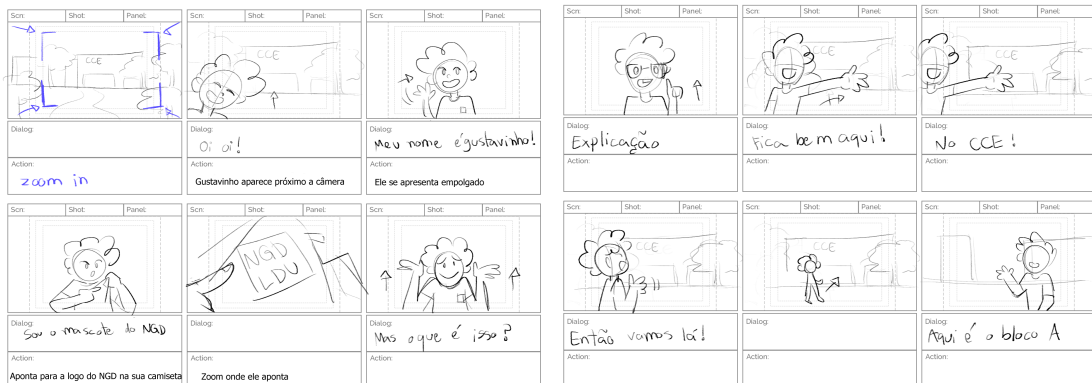 Scn: Shot: Panel: Scn: Shot: Panel: Scn: Shot: Panel:
CCE
CCE
Dialog: Dialog: Dialog:
Oi oi! Meu nome é gustavinho!
Action: Action: Action:
zoom in Gustavinho aparece próximo a câmera Ele se apresenta empolgado
Scn: Shot: Panel: Scn: Shot: Panel: Scn: Shot: Panel:
NGD
LDU
Dialog: Dialog: Dialog:
Sou o mascote do NGD Mas oque é isso?
Action: Action: Action:
Aponta para a logo do NGD na sua camiseta Zoom onde ele aponta
Scn: Shot: Panel: Scn: Shot: Panel: Scn: Shot: Panel:
CCE
CCE
Dialog: Dialog: Dialog:
Explicação Fica bem aqui! No CCE!
Action: Action: Action:
Scn: Shot: Panel: Scn: Shot: Panel: Scn: Shot: Panel:
CCE
CCE
Dialog: Dialog: Dialog:
Então vamos lá! Aqui é o bloco A
Action: Action: Action: